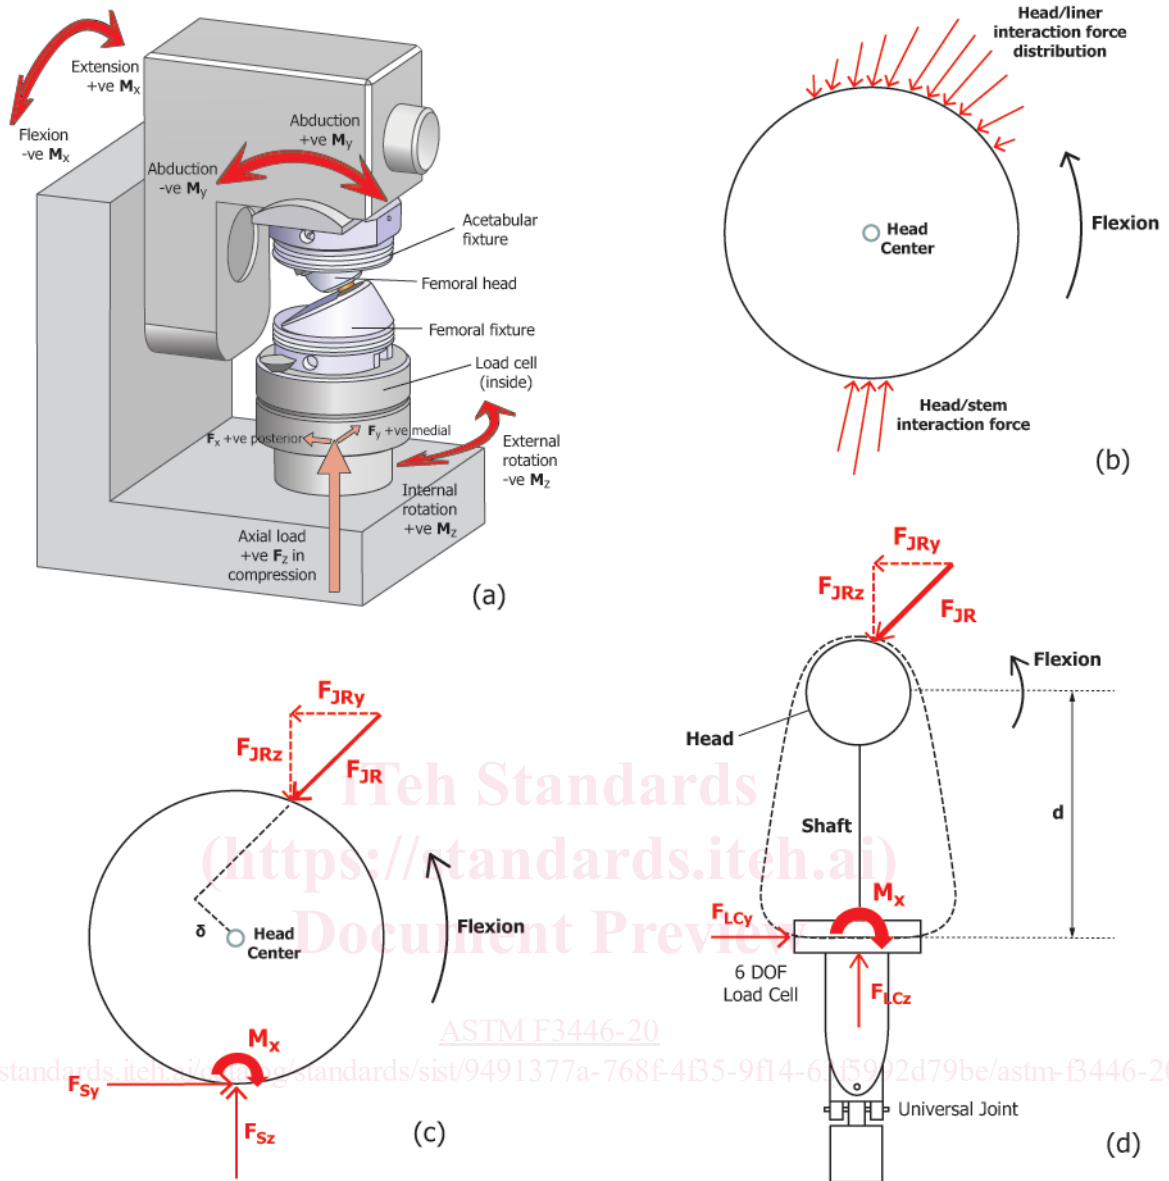 Extension
+ve Mx
Flexion
-ve Mx
Abduction
+ve My
Abduction
-ve My
Acetabular
fixture
Femoral head
Femoral fixture
Load cell
(inside)
Fx +ve posterior
Fy +ve medial
External
rotation
-ve Mz
Internal
rotation
+ve Mz
Axial load
+ve Fz in
compression
(a)
Head/liner
interaction force
distribution
Head
Center
Flexion
Head/stem
interaction force
(b)
FJRy
FJRz
FJR
δ
Head
Center
Flexion
Mx
FSy
FSz
(c)
FJRy
FJRz
FJR
Flexion
Head
d
Shaft
Mx
FLCy
6 DOF
Load Cell
FLCz
Universal Joint
(d)
iTeh Standards
(https://standards.iteh.ai)
Document Preview
ASTM F3446-20